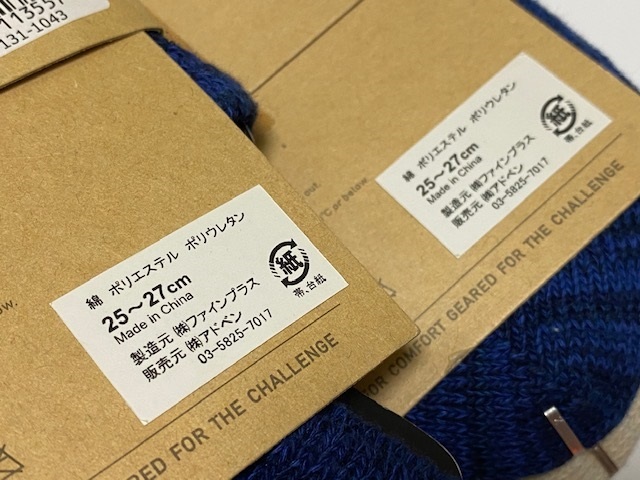 113557
131-1043
綿 ポリエステル ポリウレタン
25～27cm
Made in China
製造元 ㈱ファインプラス
販売元 ㈱アドベン
03-5825-7017
紙
帯、台紙
GEARED FOR THE CHALLENGE
out.
°C or below.
綿 ポリエステル ポリウレタン
25～27cm
Made in China
製造元 ㈱ファインプラス
販売元 ㈱アドベン
03-5825-7017
紙
帯、台紙
FOR COMFORT GEARED FOR THE CHALLENGE